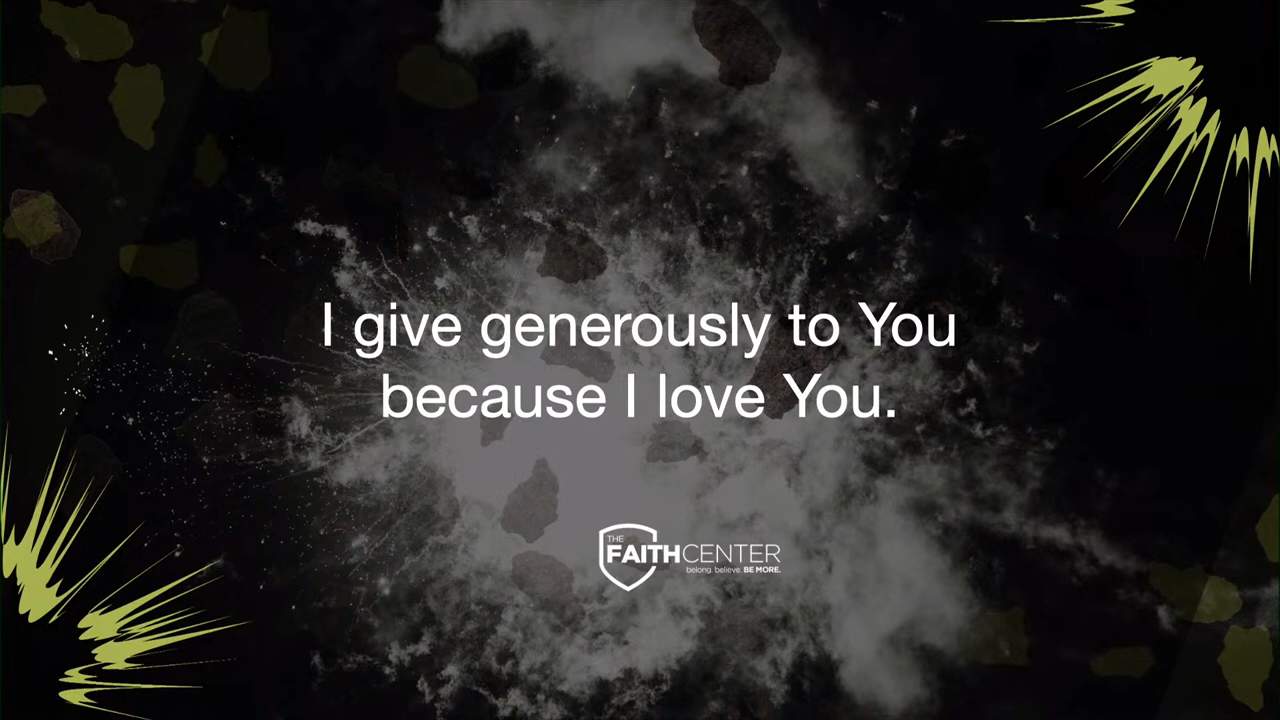 I give generously to You
because I love You.
THE
FAITHCENTER
belong. believe. BE MORE.